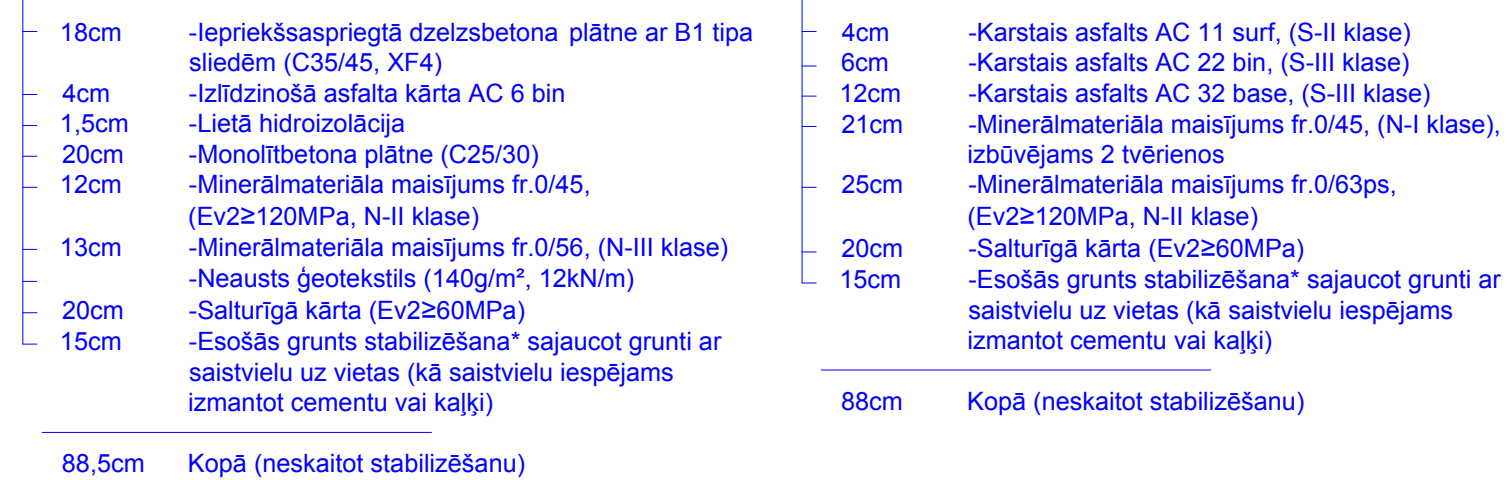 18cm -Iepriekšsaspriegtā dzelzsbetona plātne ar B1 tipa
sliedēm (C35/45, XF4)
4cm -Izlīdzinošā asfalta kārta AC 6 bin
1,5cm -Lietā hidroizolācija
20cm -Monolītbetona plātne (C25/30)
12cm -Minerālmateriāla maisījums fr.0/45,
(Ev2≥120MPa, N-II klase)
13cm -Minerālmateriāla maisījums fr.0/56, (N-III klase)
-Neausts ģeotekstils (140g/m², 12kN/m)
20cm -Salturīgā kārta (Ev2≥60MPa)
15cm -Esošās grunts stabilizēšana* sajaucot grunti ar
saistvielu uz vietas (kā saistvielu iespējams
izmantot cementu vai kaļķi)
88,5cm Kopā (neskaitot stabilizēšanu)
4cm -Karstais asfalts AC 11 surf, (S-II klase)
6cm -Karstais asfalts AC 22 bin, (S-III klase)
12cm -Karstais asfalts AC 32 base, (S-III klase)
21cm -Minerālmateriāla maisījums fr.0/45, (N-I klase),
izbūvējams 2 tvērienos
25cm -Minerālmateriāla maisījums fr.0/63ps,
(Ev2≥120MPa, N-II klase)
20cm -Salturīgā kārta (Ev2≥60MPa)
15cm -Esošās grunts stabilizēšana* sajaucot grunti ar
saistvielu uz vietas (kā saistvielu iespējams
izmantot cementu vai kaļķi)
88cm Kopā (neskaitot stabilizēšanu)